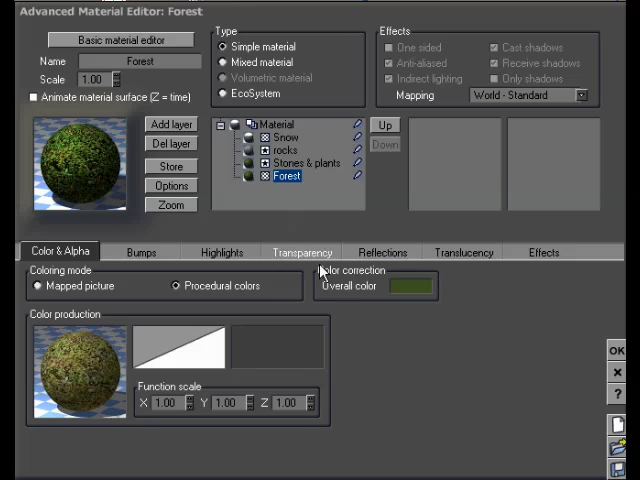 Advanced Material Editor: Forest
Basic material editor
Name Forest
Scale 1.00
Animate material surface (Z = time)
Type
Simple material
Mixed material
Volumetric material
EcoSystem
Effects
One sided Cast shadows
Anti-aliased Receive shadows
Indirect lighting Only shadows
Mapping World - Standard
Add layer
Del layer
Store
Options
Zoom
Material
Snow
rocks
Stones & plants
Forest
Up
Down
Color & Alpha Bumps Highlights Transparency Reflections Translucency Effects
Coloring mode
Mapped picture Procedural colors
Color correction
Overall color
Color production
Function scale
X 1.00 Y 1.00 Z 1.00
OK
×
?